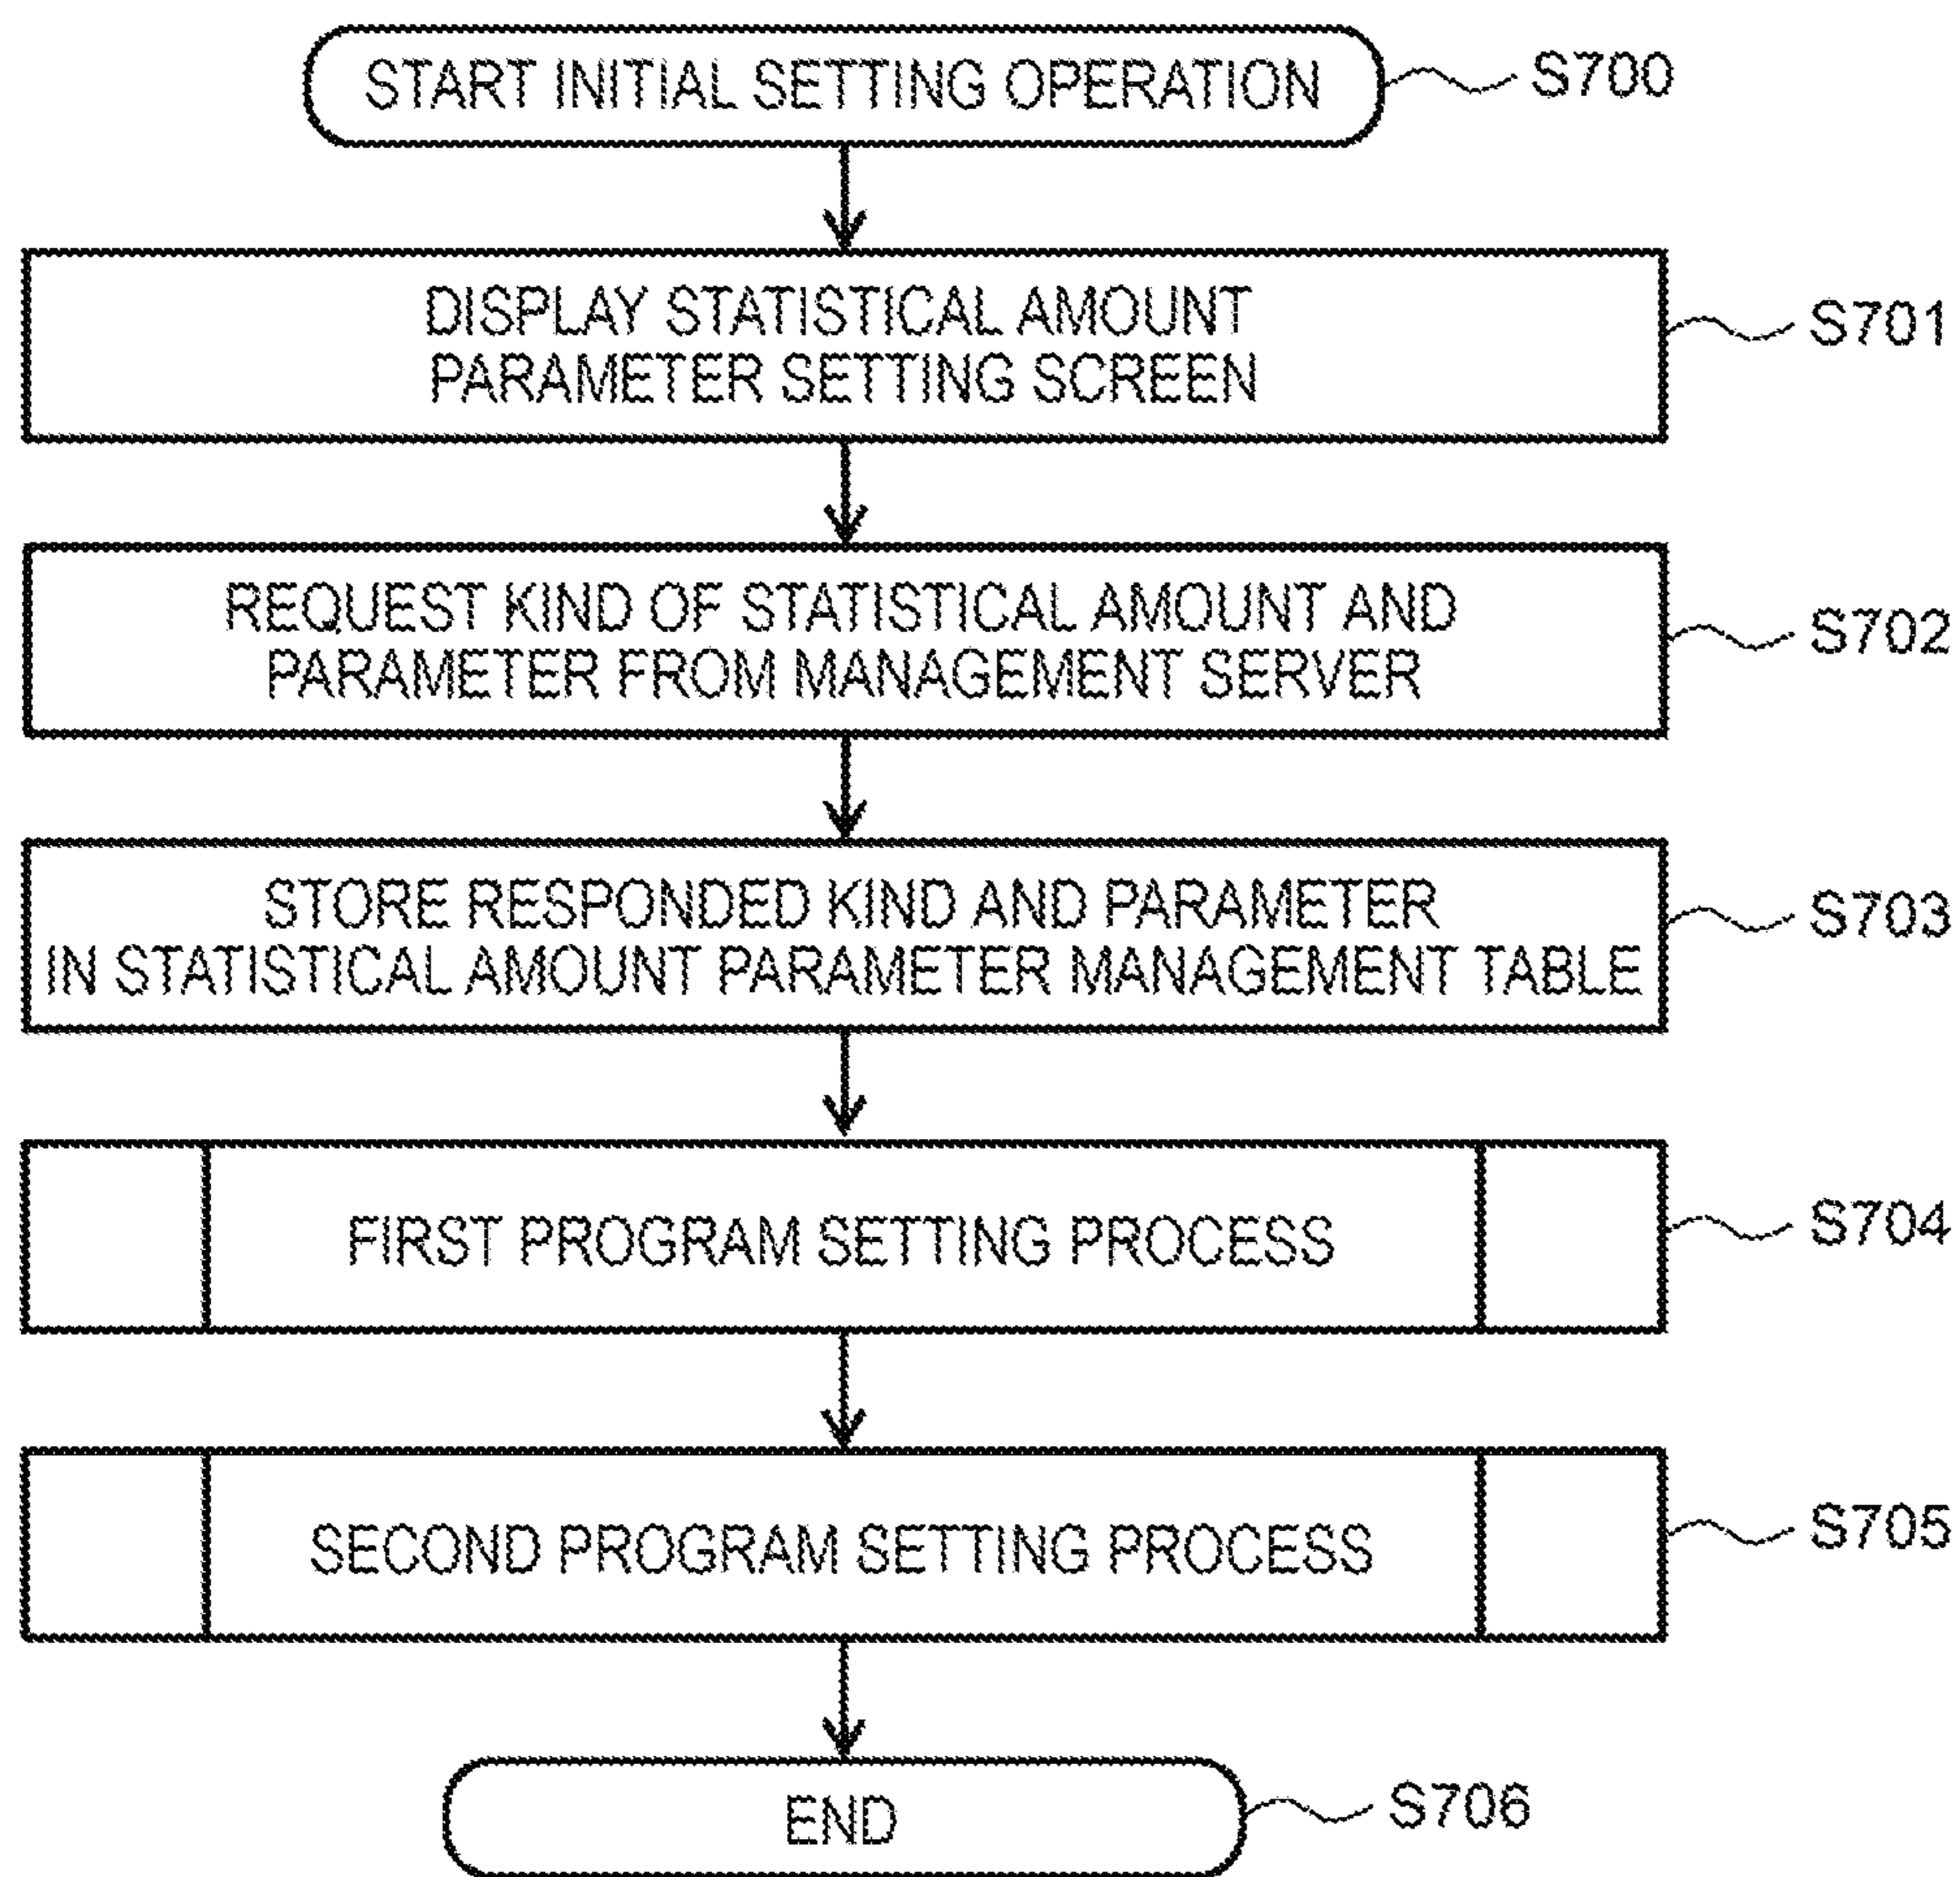 START INITIAL SETTING OPERATION
S700
DISPLAY STATISTICAL AMOUNT
PARAMETER SETTING SCREEN
S701
REQUEST KIND OF STATISTICAL AMOUNT AND
PARAMETER FROM MANAGEMENT SERVER
S702
STORE RESPONDED KIND AND PARAMETER
IN STATISTICAL AMOUNT PARAMETER MANAGEMENT TABLE
S703
FIRST PROGRAM SETTING PROCESS
S704
SECOND PROGRAM SETTING PROCESS
S705
END
S706